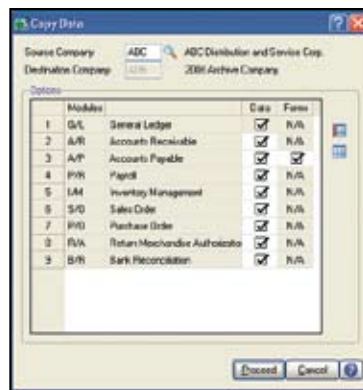 Copy Data
Source Company ABC ABC Distribution and Service Corp.
Destination Company 2008 Archive Company
Options
Modules Data Forms
1 G/L General Ledger N/A
2 A/R Accounts Receivable N/A
3 A/P Accounts Payable
4 P/R Payroll N/A
5 I/M Inventory Management N/A
6 S/O Sales Order N/A
7 P/O Purchase Order N/A
8 R/A Return Merchandise Authorizatio N/A
9 B/R Bank Reconciliation N/A
Proceed Cancel